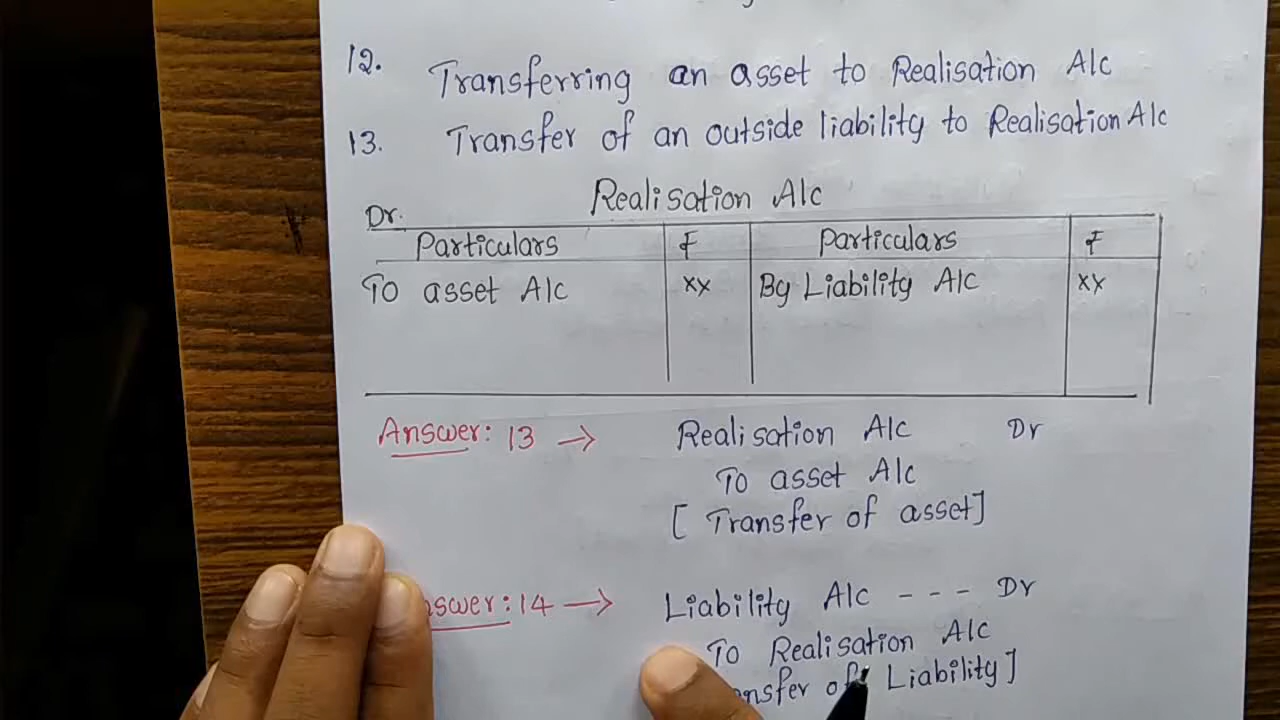 12. Transferring an asset to Realisation A/c
13. Transfer of an outside liability to Realisation A/c
Realisation A/c
Dr.
Particulars ₹ Particulars ₹
To asset A/c xx By Liability A/c xx
Answer: 13 → Realisation A/c Dr
To asset A/c
[ Transfer of asset]
14 → Liability A/c - - - Dr
To Realisation A/c
of Liability]